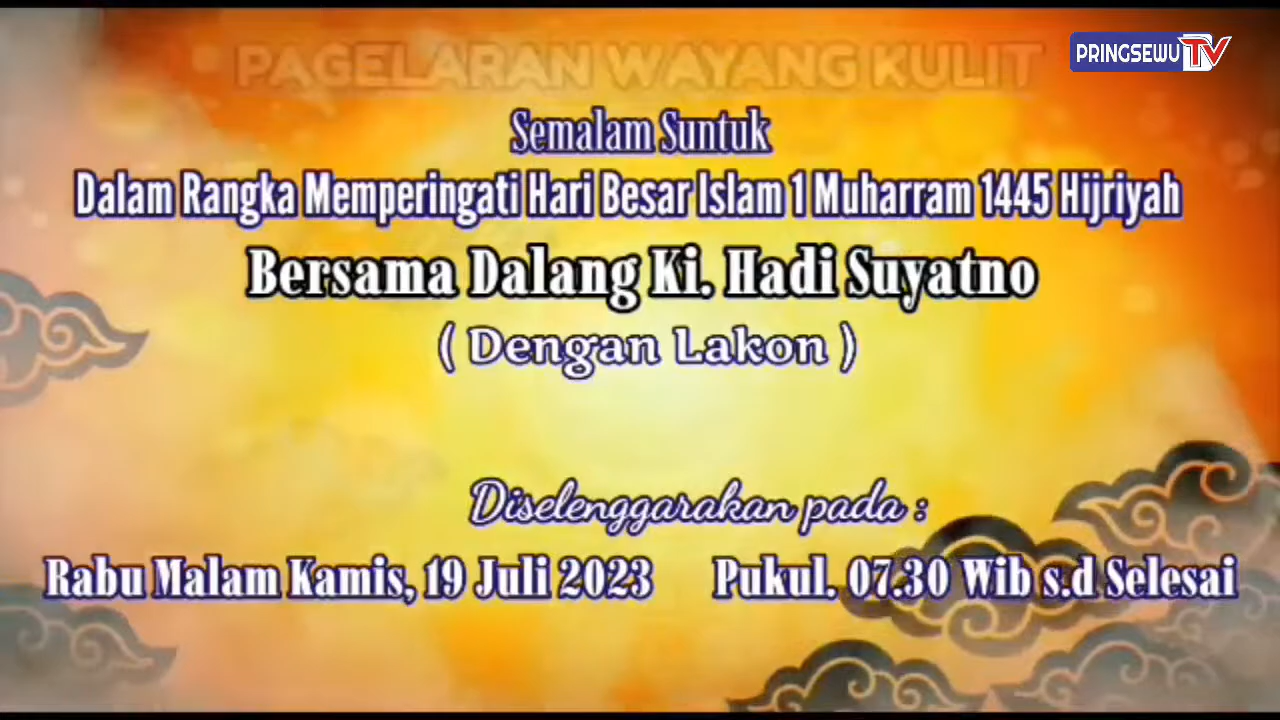 PRINGSEWU TV
PAGELARAN WAYANG KULIT
Semalam Suntuk
Dalam Rangka Memperingati Hari Besar Islam 1 Muharram 1445 Hijriyah
Bersama Dalang Ki. Hadi Suyatno
( Dengan Lakon )
Diselenggarakan pada :
Rabu Malam Kamis, 19 Juli 2023 Pukul. 07.30 Wib s.d Selesai